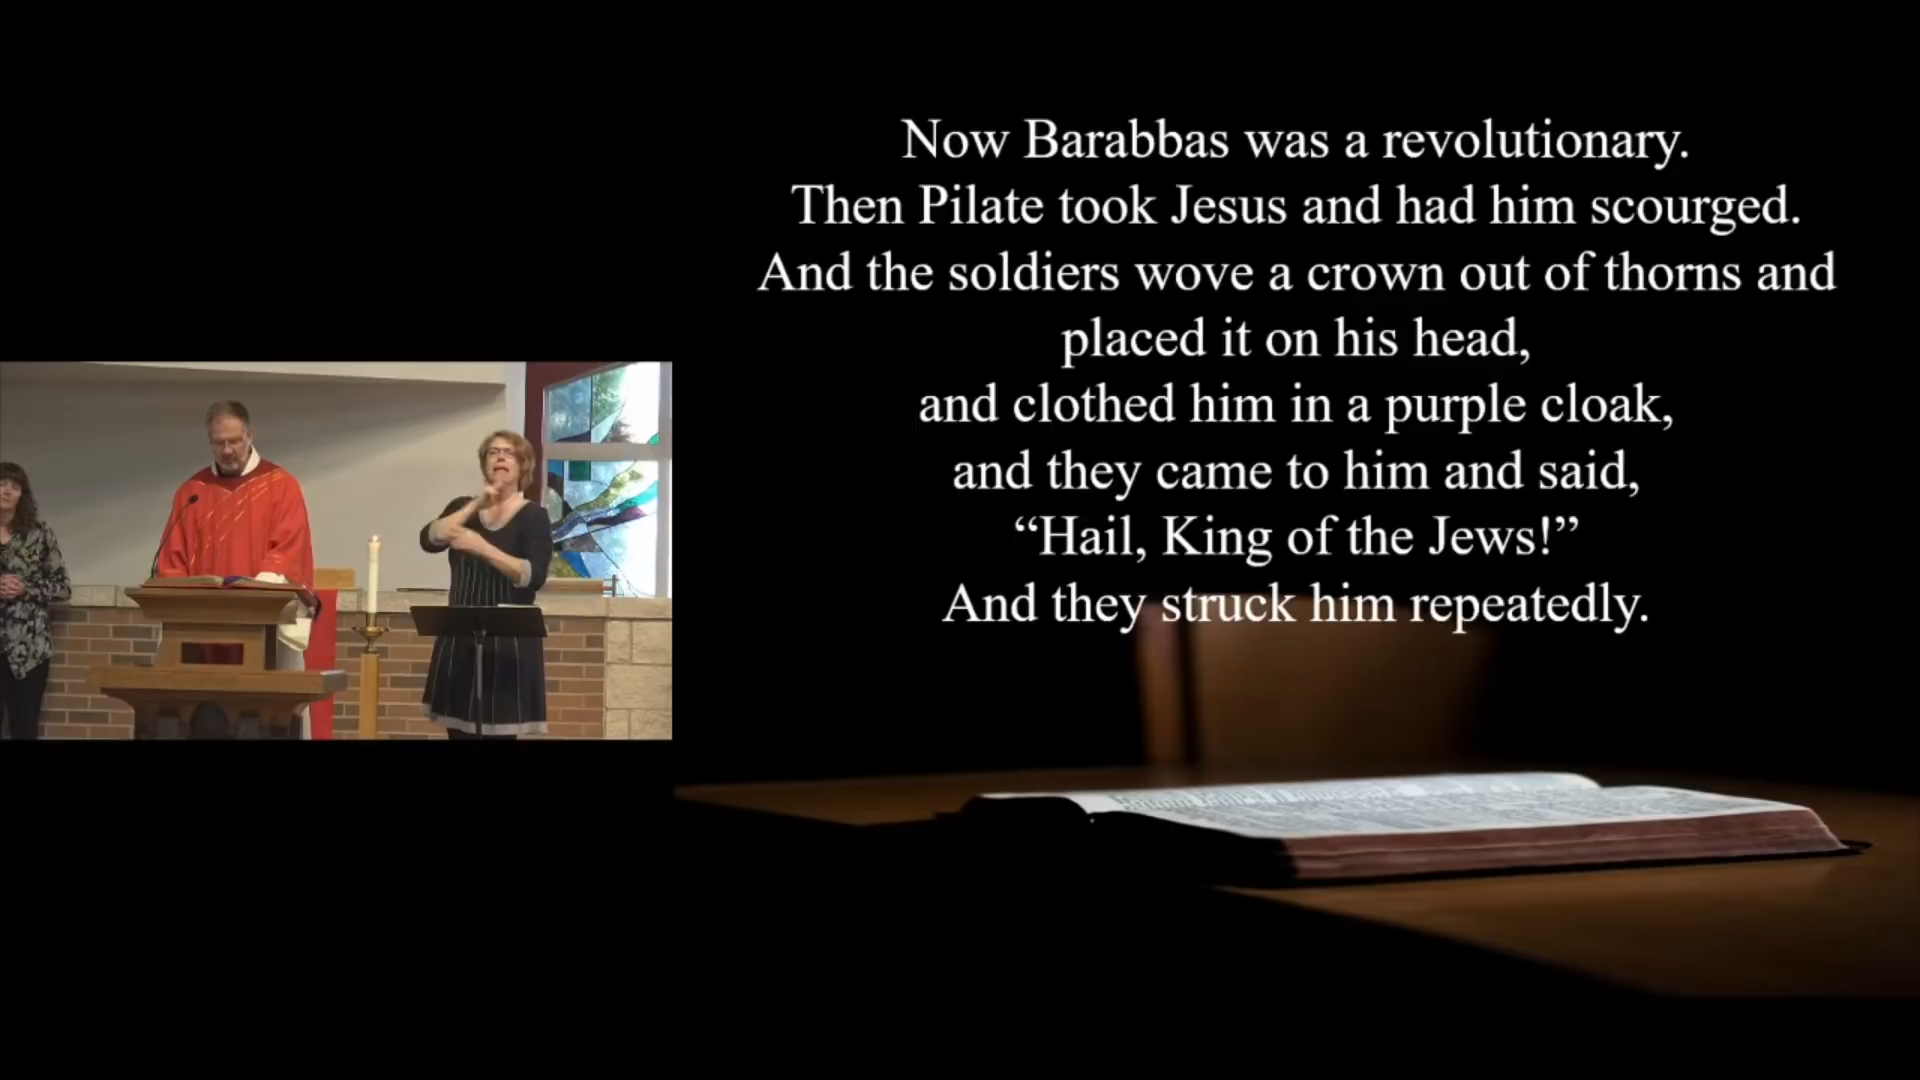 Now Barabbas was a revolutionary.
Then Pilate took Jesus and had him scourged.
And the soldiers wove a crown out of thorns and
placed it on his head,
and clothed him in a purple cloak,
and they came to him and said,
“Hail, King of the Jews!”
And they struck him repeatedly.